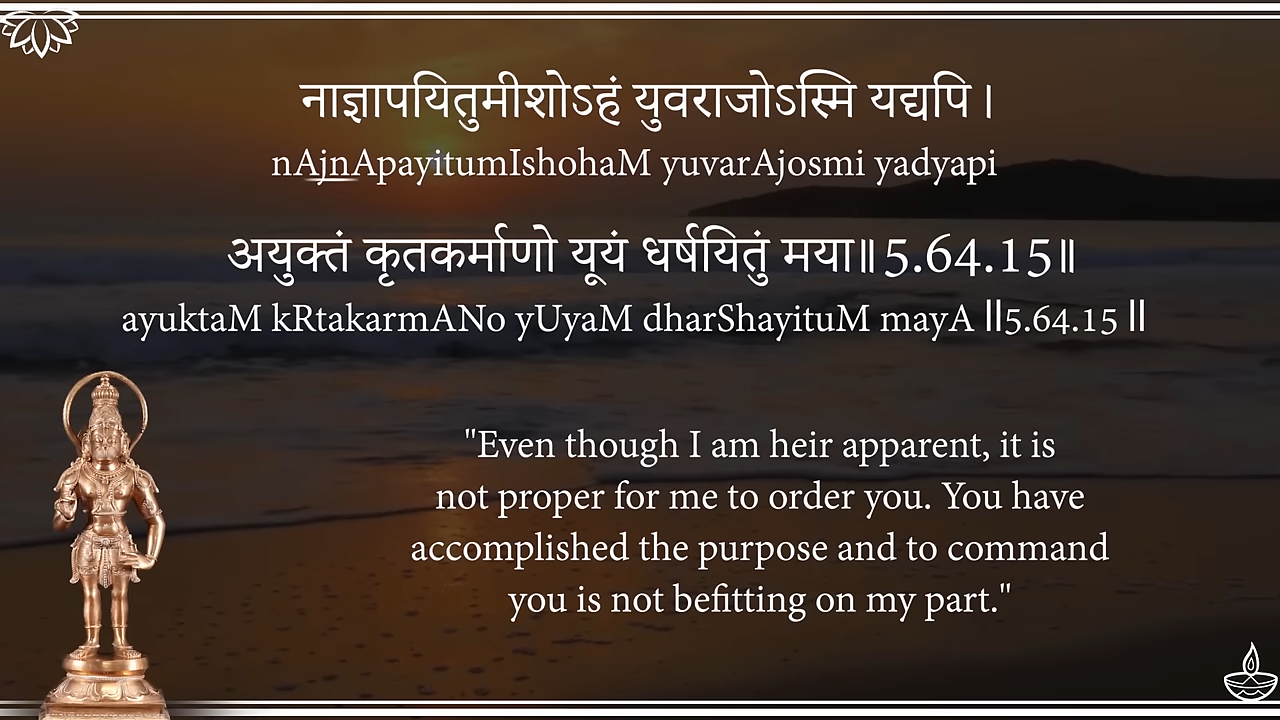 नाज्ञापयितुमीशोऽहं युवराजोऽस्मि यद्यपि।
nAjnApayitumIshohaM yuvarAjosmi yadyapi
अयुक्तं कृतकर्माणो यूयं धर्षयितुं मया॥5.64.15॥
ayuktaM kRtakarmANo yUyaM dharShayituM mayA ||5.64.15 ||
"Even though I am heir apparent, it is
not proper for me to order you. You have
accomplished the purpose and to command
you is not befitting on my part."